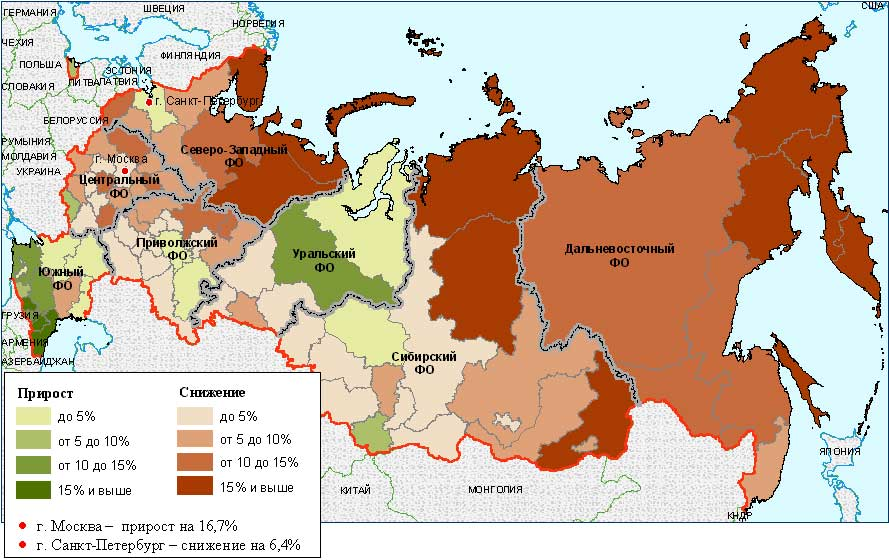 ГЕРМАНИЯ
ШВЕЦИЯ
НОРВЕГИЯ
США
ЧЕХИЯ
ФИНЛЯНДИЯ
ПОЛЬША
ЭСТОНИЯ
СЛОВАКИЯ
ЛИТВА
ЛАТВИЯ
г. Санкт-Петербург
БЕЛОРУССИЯ
РУМЫНИЯ
МОЛДАВИЯ
УКРАИНА
г. Москва
Северо-Западный
ФО
Центральный
ФО
Приволжский
ФО
Уральский
ФО
Дальневосточный
ФО
Южный
ФО
ГРУЗИЯ
АРМЕНИЯ
АЗЕРБАЙДЖАН
Сибирский
ФО
Прирост Снижение
до 5% до 5%
от 5 до 10% от 5 до 10%
от 10 до 15% от 10 до 15%
15% и выше 15% и выше
КИТАЙ
МОНГОЛИЯ
ЯПОНИЯ
КНДР
г. Москва – прирост на 16,7%
г. Санкт-Петербург – снижение на 6,4%